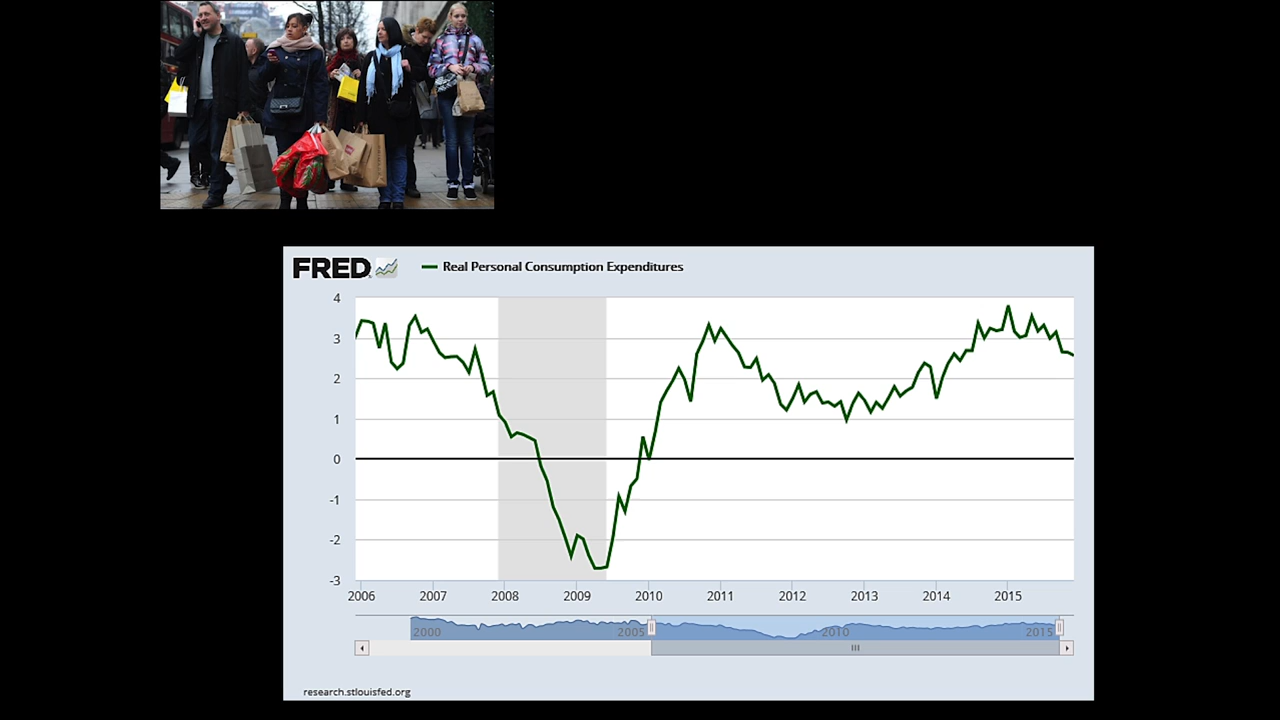 FRED
Real Personal Consumption Expenditures
4
3
2
1
0
-1
-2
-3
2006 2007 2008 2009 2010 2011 2012 2013 2014 2015
2000 2005 2010 2015
research.stlouisfed.org